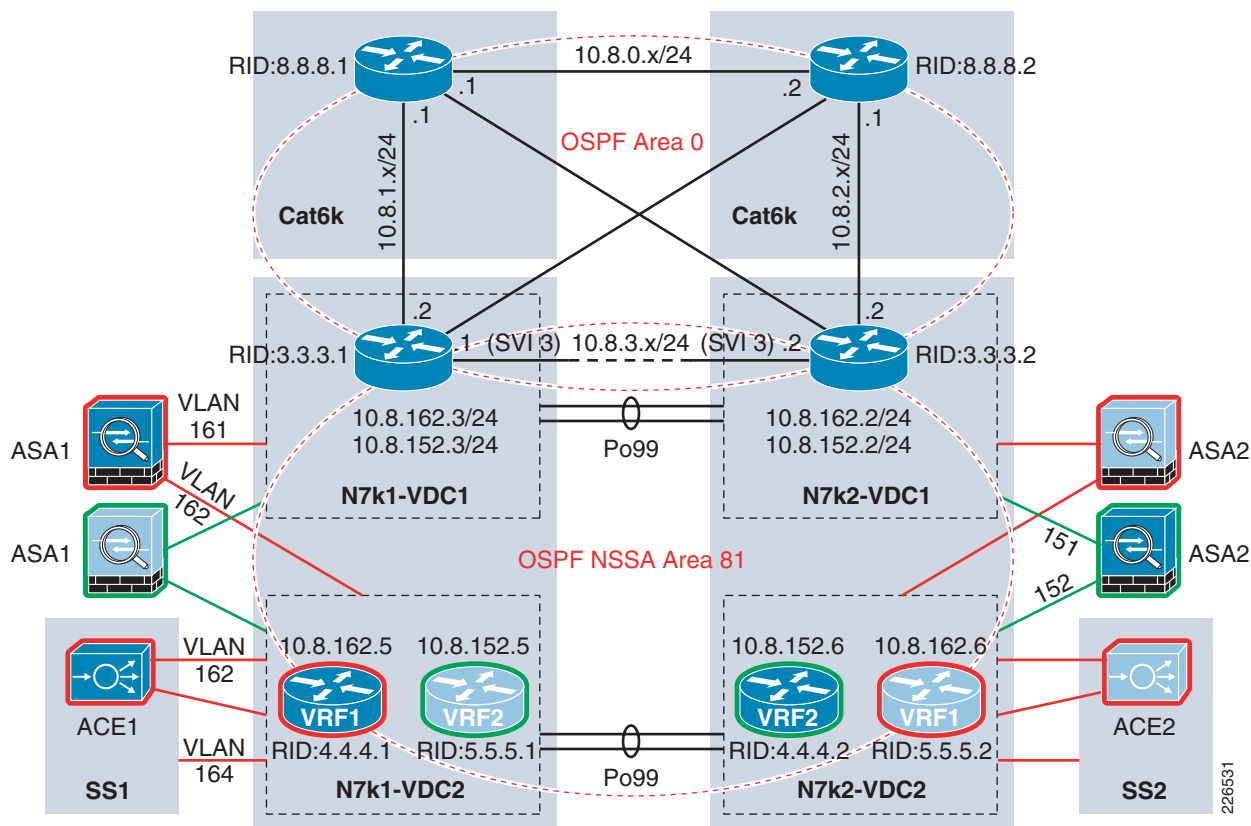 10.8.0.x/24
RID:8.8.8.1
RID:8.8.8.2
.1
.2
.1
.1
OSPF Area 0
10.8.1.x/24
10.8.2.x/24
Cat6k
Cat6k
.2
.2
RID:3.3.3.1
.1 (SVI 3) 10.8.3.x/24 (SVI 3) .2
RID:3.3.3.2
VLAN
161
10.8.162.3/24
10.8.152.3/24
10.8.162.2/24
10.8.152.2/24
ASA1
Po99
ASA2
VLAN
162
N7k1-VDC1
N7k2-VDC1
ASA1
OSPF NSSA Area 81
151
152
ASA2
VLAN
162
10.8.162.5
10.8.152.5
10.8.152.6
10.8.162.6
VRF1
VRF2
VRF2
VRF1
ACE1
ACE2
RID:4.4.4.1
RID:5.5.5.1
RID:4.4.4.2
RID:5.5.5.2
VLAN
164
Po99
SS1
N7k1-VDC2
N7k2-VDC2
SS2
226531